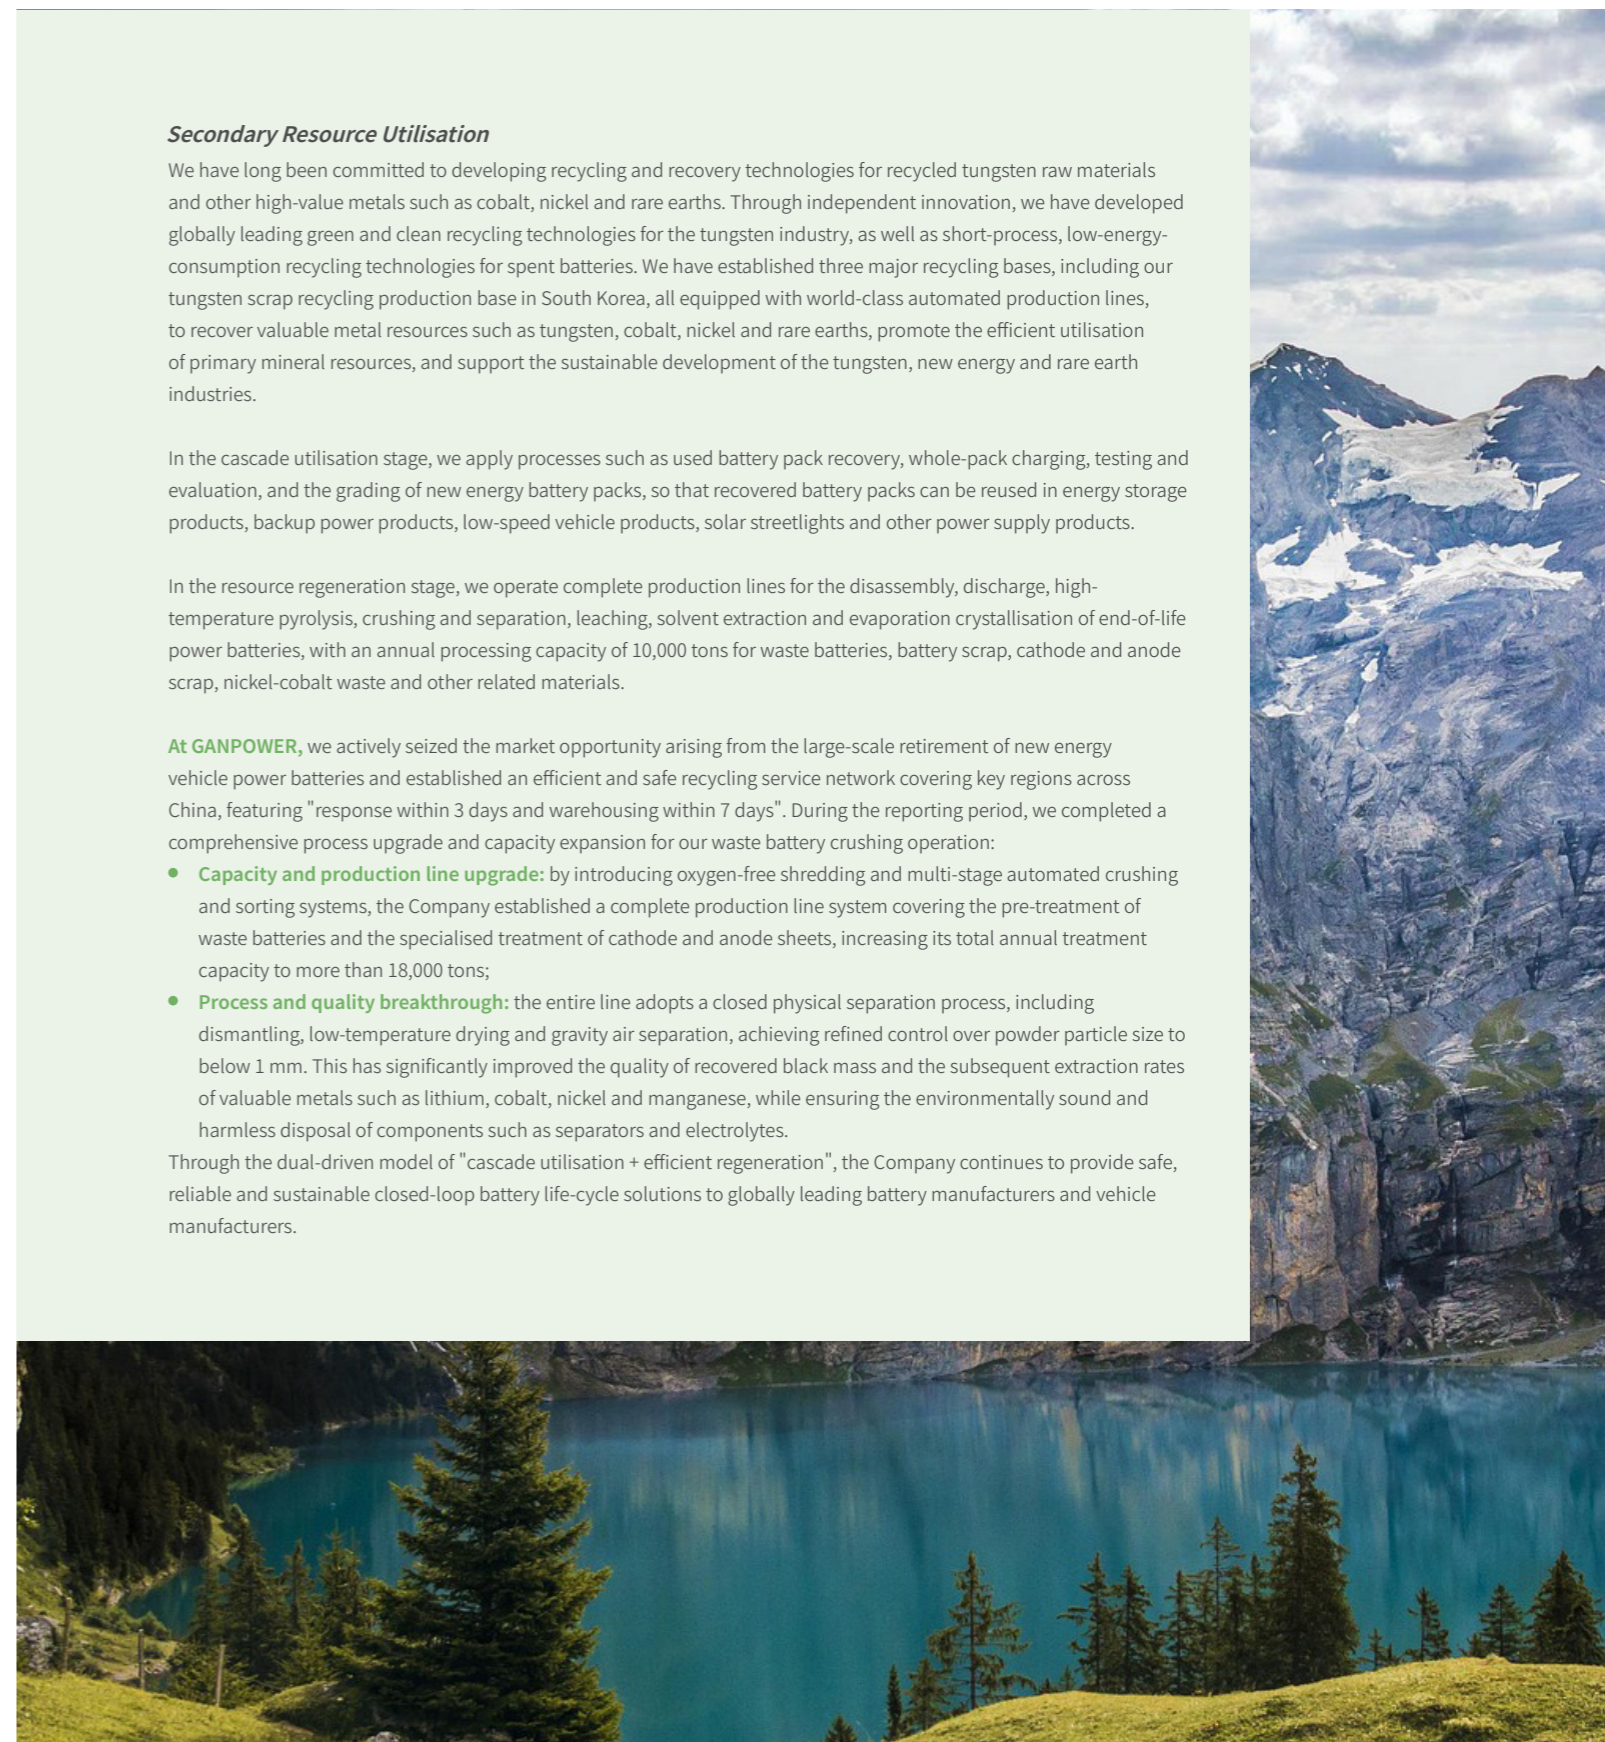 Secondary Resource Utilisation
We have long been committed to developing recycling and recovery technologies for recycled tungsten raw materials
and other high-value metals such as cobalt, nickel and rare earths. Through independent innovation, we have developed
globally leading green and clean recycling technologies for the tungsten industry, as well as short-process, low-energy-
consumption recycling technologies for spent batteries. We have established three major recycling bases, including our
tungsten scrap recycling production base in South Korea, all equipped with world-class automated production lines,
to recover valuable metal resources such as tungsten, cobalt, nickel and rare earths, promote the efficient utilisation
of primary mineral resources, and support the sustainable development of the tungsten, new energy and rare earth
industries.
In the cascade utilisation stage, we apply processes such as used battery pack recovery, whole-pack charging, testing and
evaluation, and the grading of new energy battery packs, so that recovered battery packs can be reused in energy storage
products, backup power products, low-speed vehicle products, solar streetlights and other power supply products.
In the resource regeneration stage, we operate complete production lines for the disassembly, discharge, high-
temperature pyrolysis, crushing and separation, leaching, solvent extraction and evaporation crystallisation of end-of-life
power batteries, with an annual processing capacity of 10,000 tons for waste batteries, battery scrap, cathode and anode
scrap, nickel-cobalt waste and other related materials.
At GANPOWER, we actively seized the market opportunity arising from the large-scale retirement of new energy
vehicle power batteries and established an efficient and safe recycling service network covering key regions across
China, featuring "response within 3 days and warehousing within 7 days". During the reporting period, we completed a
comprehensive process upgrade and capacity expansion for our waste battery crushing operation:
• Capacity and production line upgrade: by introducing oxygen-free shredding and multi-stage automated crushing
and sorting systems, the Company established a complete production line system covering the pre-treatment of
waste batteries and the specialised treatment of cathode and anode sheets, increasing its total annual treatment
capacity to more than 18,000 tons;
• Process and quality breakthrough: the entire line adopts a closed physical separation process, including
dismantling, low-temperature drying and gravity air separation, achieving refined control over powder particle size to
below 1 mm. This has significantly improved the quality of recovered black mass and the subsequent extraction rates
of valuable metals such as lithium, cobalt, nickel and manganese, while ensuring the environmentally sound and
harmless disposal of components such as separators and electrolytes.
Through the dual-driven model of "cascade utilisation + efficient regeneration", the Company continues to provide safe,
reliable and sustainable closed-loop battery life-cycle solutions to globally leading battery manufacturers and vehicle
manufacturers.